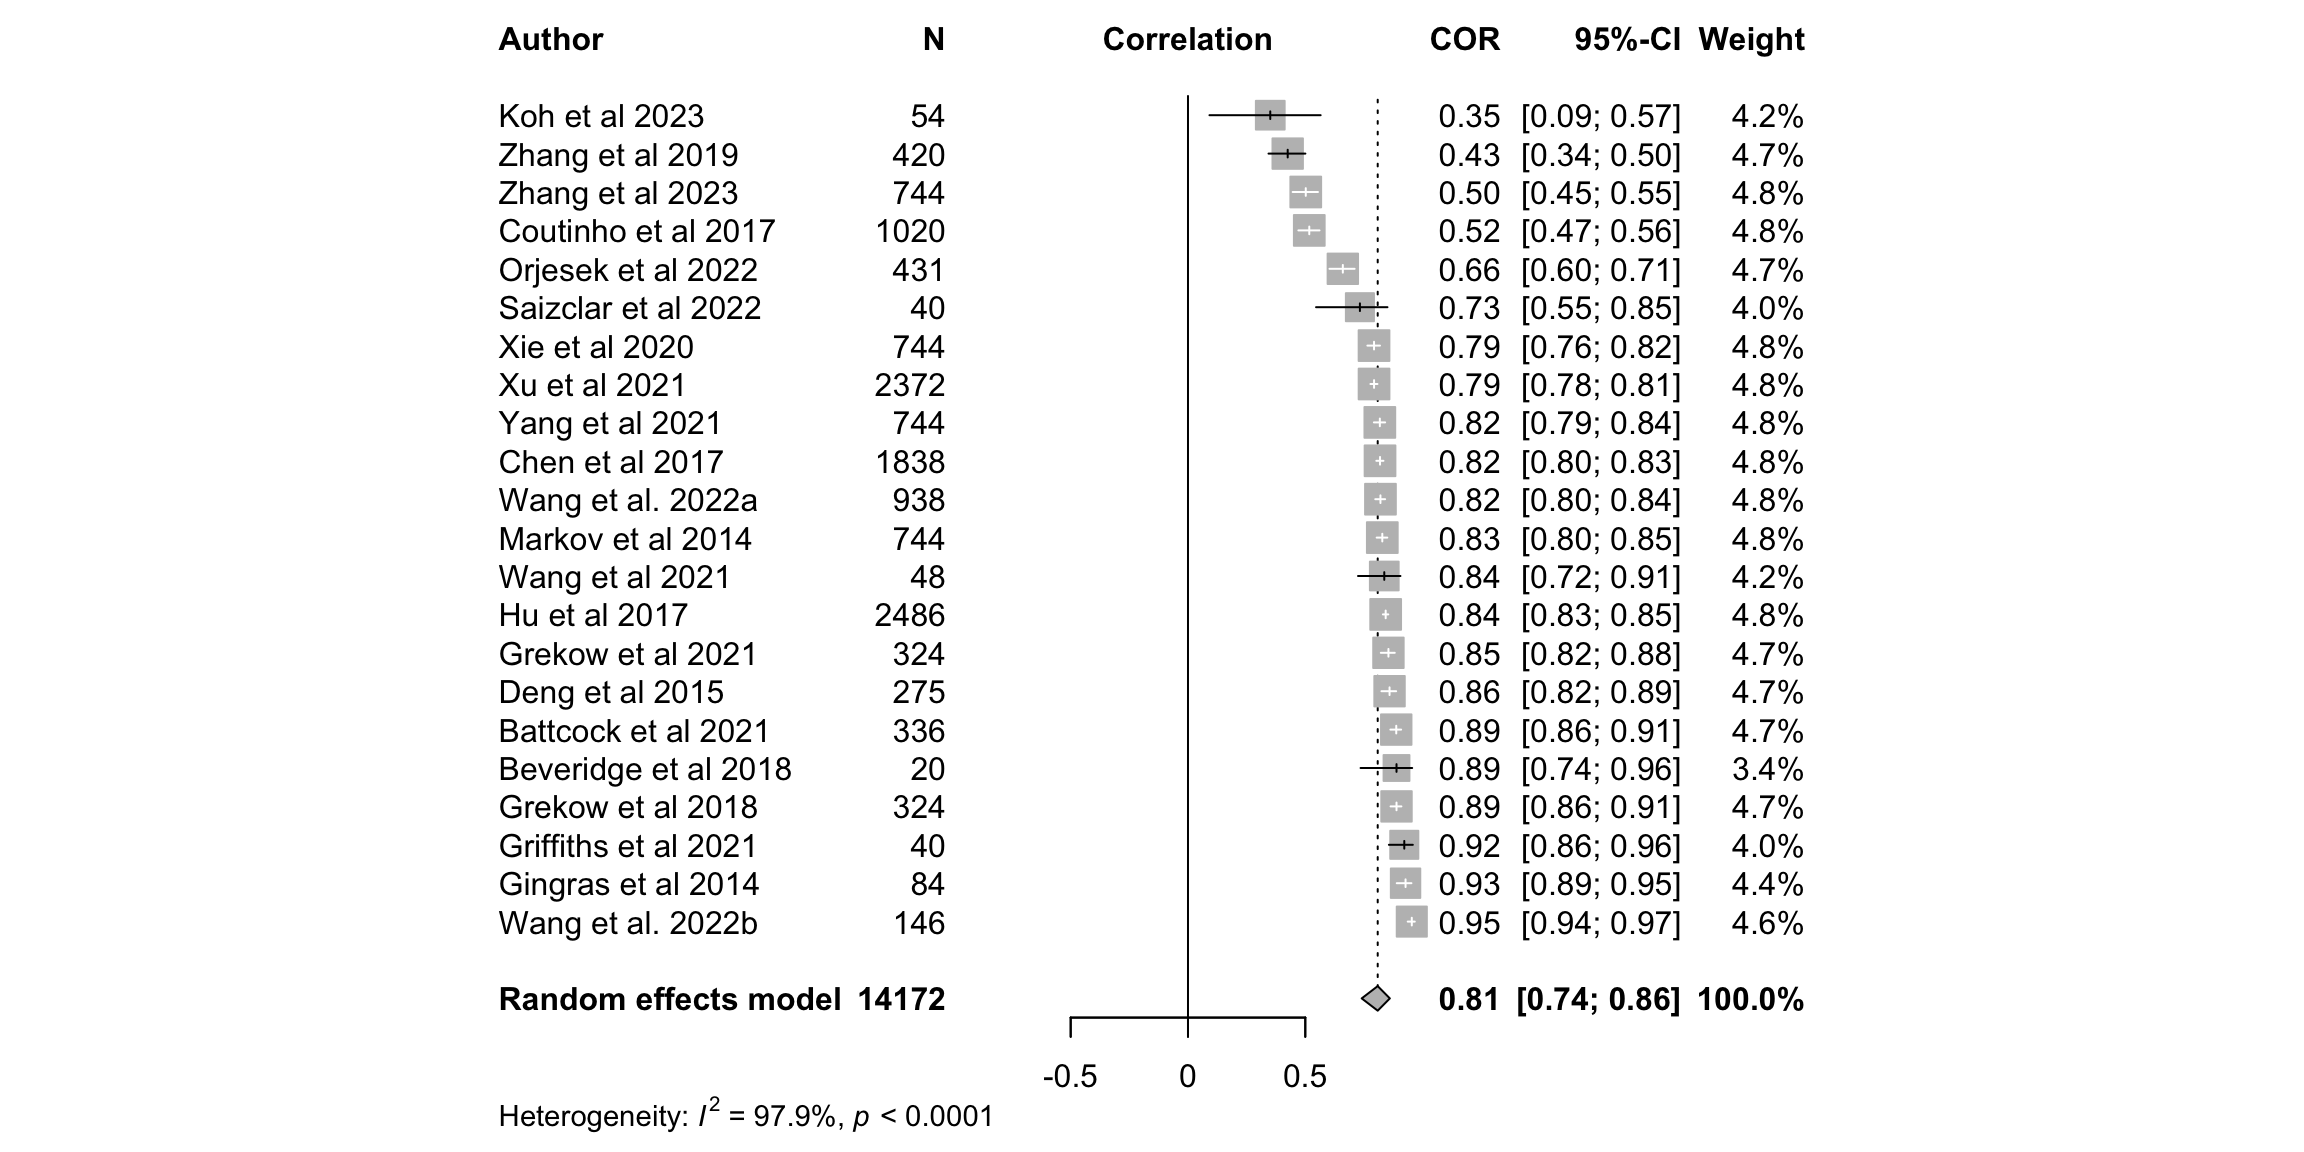 Author N Correlation COR 95%-CI Weight
Koh et al 2023 54 0.35 [0.09; 0.57] 4.2%
Zhang et al 2019 420 0.43 [0.34; 0.50] 4.7%
Zhang et al 2023 744 0.50 [0.45; 0.55] 4.8%
Coutinho et al 2017 1020 0.52 [0.47; 0.56] 4.8%
Orjesek et al 2022 431 0.66 [0.60; 0.71] 4.7%
Saizclar et al 2022 40 0.73 [0.55; 0.85] 4.0%
Xie et al 2020 744 0.79 [0.76; 0.82] 4.8%
Xu et al 2021 2372 0.79 [0.78; 0.81] 4.8%
Yang et al 2021 744 0.82 [0.79; 0.84] 4.8%
Chen et al 2017 1838 0.82 [0.80; 0.83] 4.8%
Wang et al. 2022a 938 0.82 [0.80; 0.84] 4.8%
Markov et al 2014 744 0.83 [0.80; 0.85] 4.8%
Wang et al 2021 48 0.84 [0.72; 0.91] 4.2%
Hu et al 2017 2486 0.84 [0.83; 0.85] 4.8%
Grekow et al 2021 324 0.85 [0.82; 0.88] 4.7%
Deng et al 2015 275 0.86 [0.82; 0.89] 4.7%
Battcock et al 2021 336 0.89 [0.86; 0.91] 4.7%
Beveridge et al 2018 20 0.89 [0.74; 0.96] 3.4%
Grekow et al 2018 324 0.89 [0.86; 0.91] 4.7%
Griffiths et al 2021 40 0.92 [0.86; 0.96] 4.0%
Gingras et al 2014 84 0.93 [0.89; 0.95] 4.4%
Wang et al. 2022b 146 0.95 [0.94; 0.97] 4.6%
Random effects model 14172 0.81 [0.74; 0.86] 100.0%
-0.5 0 0.5
Heterogeneity: I² = 97.9%, p < 0.0001